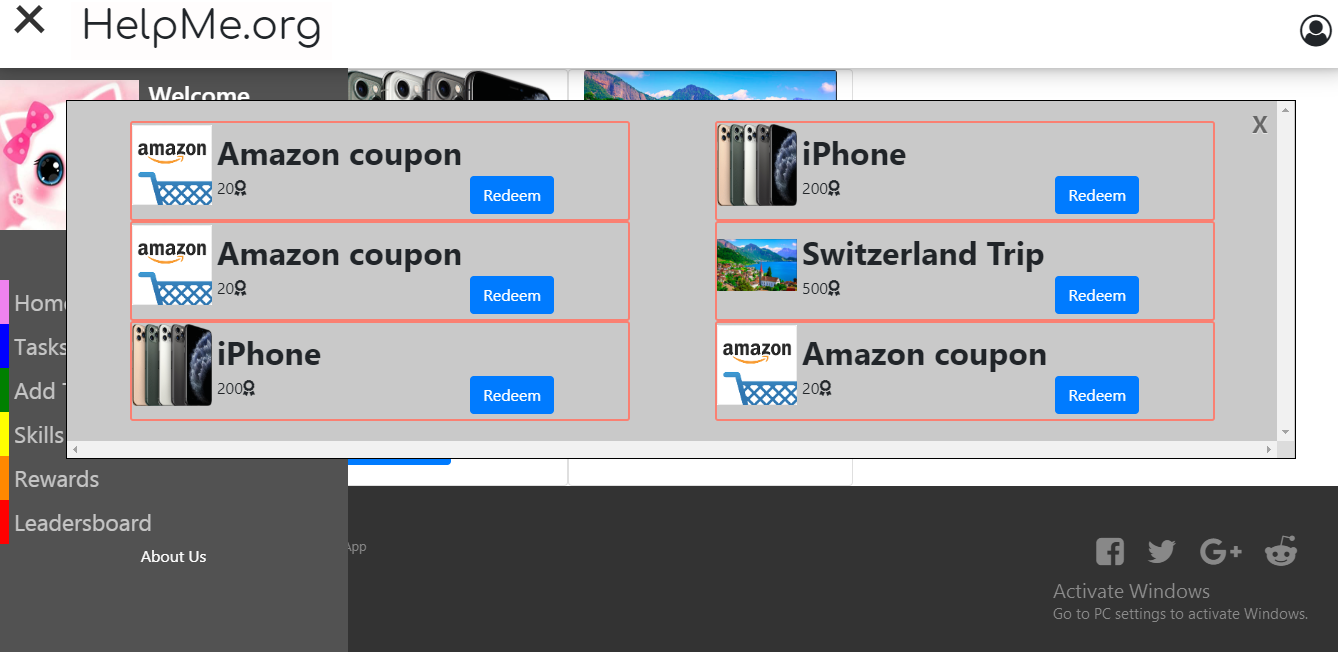 HelpMe.org
Welcome
X
amazon
Amazon coupon
20
Redeem
iPhone
200
Redeem
amazon
Amazon coupon
20
Redeem
Switzerland Trip
500
Redeem
iPhone
200
Redeem
amazon
Amazon coupon
20
Redeem
Home
Tasks
Add
Skills
Rewards
Leadersboard
About Us
App
Activate Windows
Go to PC settings to activate Windows.